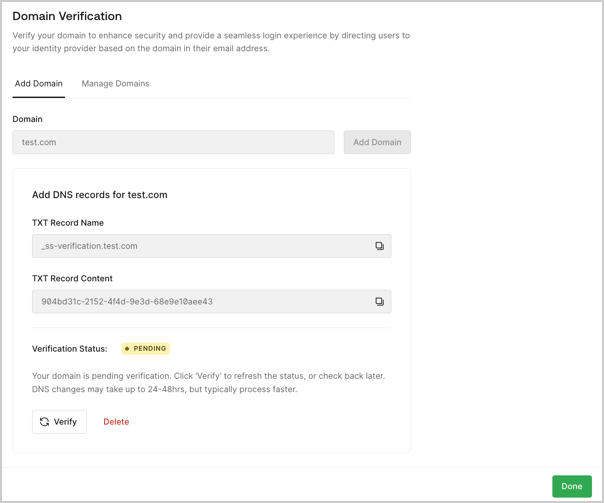 Domain Verification
Verify your domain to enhance security and provide a seamless login experience by directing users to
your identity provider based on the domain in their email address.
Add Domain
Manage Domains
Domain
test.com
Add Domain
Add DNS records for test.com
TXT Record Name
_ss-verification.test.com
TXT Record Content
904bd31c-2152-4f4d-9e3d-68e9e10aee43
Verification Status:
PENDING
Your domain is pending verification. Click 'Verify' to refresh the status, or check back later.
DNS changes may take up to 24-48hrs, but typically process faster.
Verify
Delete
Done